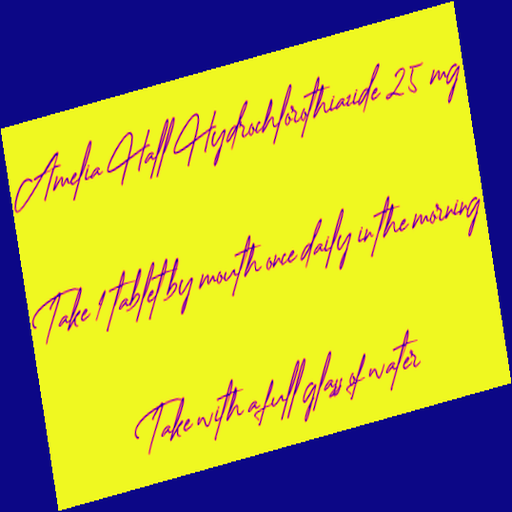 Amelia Hall Hydrochlorothiazide 25 mg
Take 1 tablet by mouth once daily in the morning
Take with a full glass of water